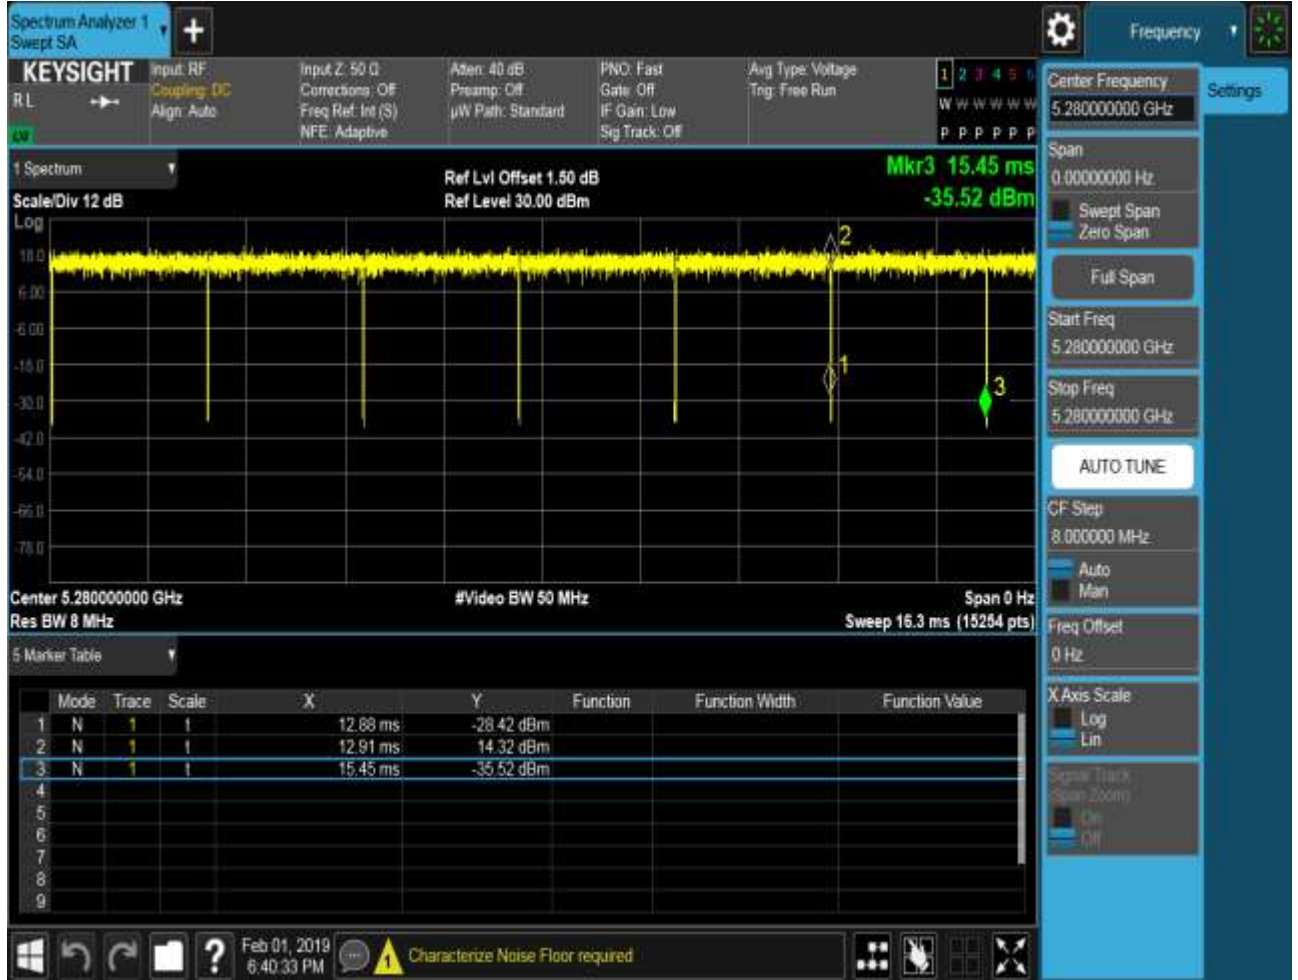 Spectrum Analyzer 1
Swept SA
Frequency
KEYSIGHT
Input: RF
Input Z: 50 Ω
Atten: 40 dB
PNO: Fast
Avg Type: Voltage
1 2 3 4 5 6
RL
Coupling: DC
Corrections: Off
Preamp: Off
Gate: Off
Trig: Free Run
Align: Auto
Freq Ref: Int (S)
µW Path: Standard
IF Gain: Low
W W W W W W
NFE: Adaptive
Sig Track: Off
P P P P P P
Center Frequency
5.280000000 GHz
Settings
Span
0.00000000 Hz
Swept Span
Zero Span
Full Span
Start Freq
5.280000000 GHz
Stop Freq
5.280000000 GHz
AUTO TUNE
CF Step
8.000000 MHz
Auto
Man
Freq Offset
0 Hz
X Axis Scale
Log
Lin
Signal Track
(Span Zoom)
On
Off
1 Spectrum
Ref Lvl Offset 1.50 dB
Mkr3 15.45 ms
Scale/Div 12 dB
Ref Level 30.00 dBm
-35.52 dBm
Log
18.0
6.00
-6.00
-18.0
-30.0
-42.0
-54.0
-66.0
-78.0
2
1
3
Center 5.280000000 GHz
#Video BW 50 MHz
Span 0 Hz
Res BW 8 MHz
Sweep 16.3 ms (15254 pts)
5 Marker Table
Mode Trace Scale X Y Function Function Width Function Value
1 N 1 t 12.88 ms -28.42 dBm
2 N 1 t 12.91 ms 14.32 dBm
3 N 1 t 15.45 ms -35.52 dBm
4
5
6
7
8
9
?
Feb 01, 2019
6:40:33 PM
1
Characterize Noise Floor required